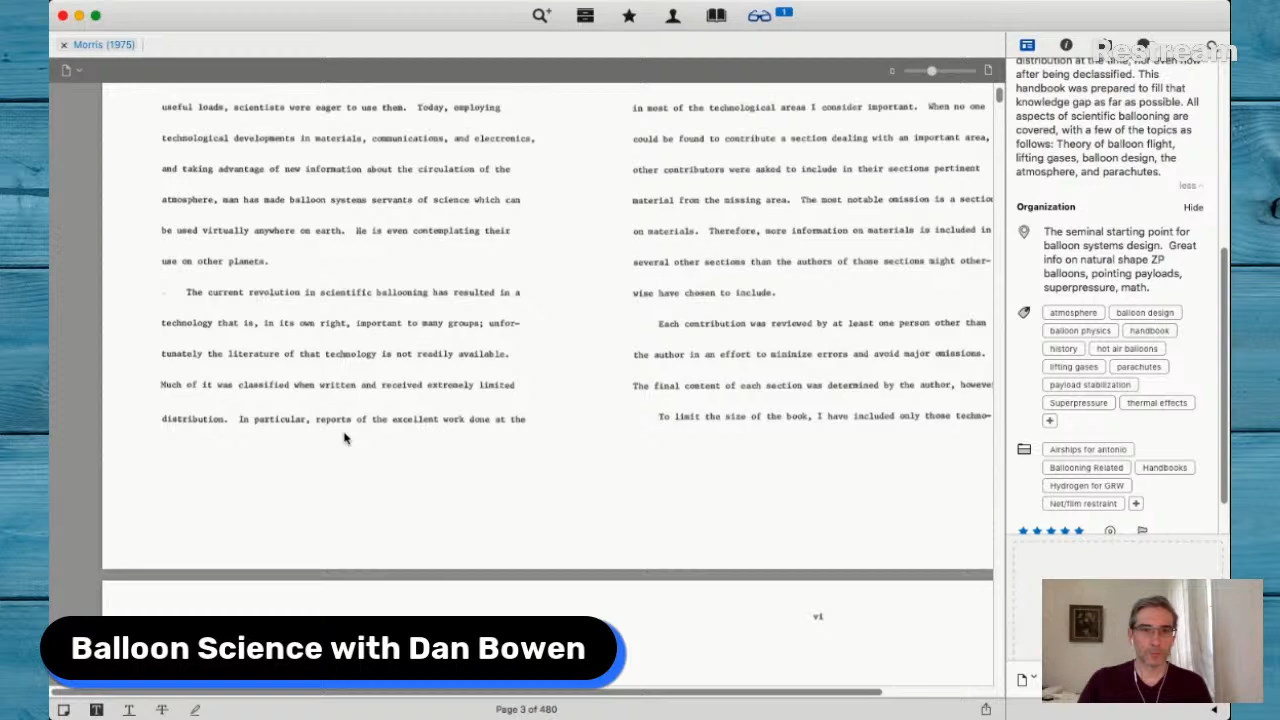 1
Morris (1975)
Restream
useful loads, scientists were eager to use them. Today, employing
technological developments in materials, communications, and electronics,
and taking advantage of new information about the circulation of the
atmosphere, man has made balloon systems servants of science which can
be used virtually anywhere on earth. He is even contemplating their
use on other planets.
The current revolution in scientific ballooning has resulted in a
technology that is, in its own right, important to many groups; unfor-
tunately the literature of that technology is not readily available.
Much of it was classified when written and received extremely limited
distribution. In particular, reports of the excellent work done at the
in most of the technological areas I consider important. When no one
could be found to contribute a section dealing with an important area,
other contributors were asked to include in their sections pertinent
material from the missing area. The most notable omission is a sectio
on materials. Therefore, more information on materials is included in
several other sections than the authors of those sections might other-
wise have chosen to include.
Each contribution was reviewed by at least one person other than
the author in an effort to minimize errors and avoid major omissions.
The final content of each section was determined by the author, howeve
To limit the size of the book, I have included only those techno-
vi
distribution at the time, nor even now
after being declassified. This
handbook was prepared to fill that
knowledge gap as far as possible. All
aspects of scientific ballooning are
covered, with a few of the topics as
follows: Theory of balloon flight,
lifting gases, balloon design, the
atmosphere, and parachutes.
less
Organization Hide
The seminal starting point for
balloon systems design. Great
info on natural shape ZP
balloons, pointing payloads,
superpressure, math.
atmosphere balloon design
balloon physics handbook
history hot air balloons
lifting gases parachutes
payload stabilization
Superpressure thermal effects
+
Airships for antonio
Ballooning Related Handbooks
Hydrogen for GRW
Net/film restraint +
Balloon Science with Dan Bowen
T T T
Page 3 of 480